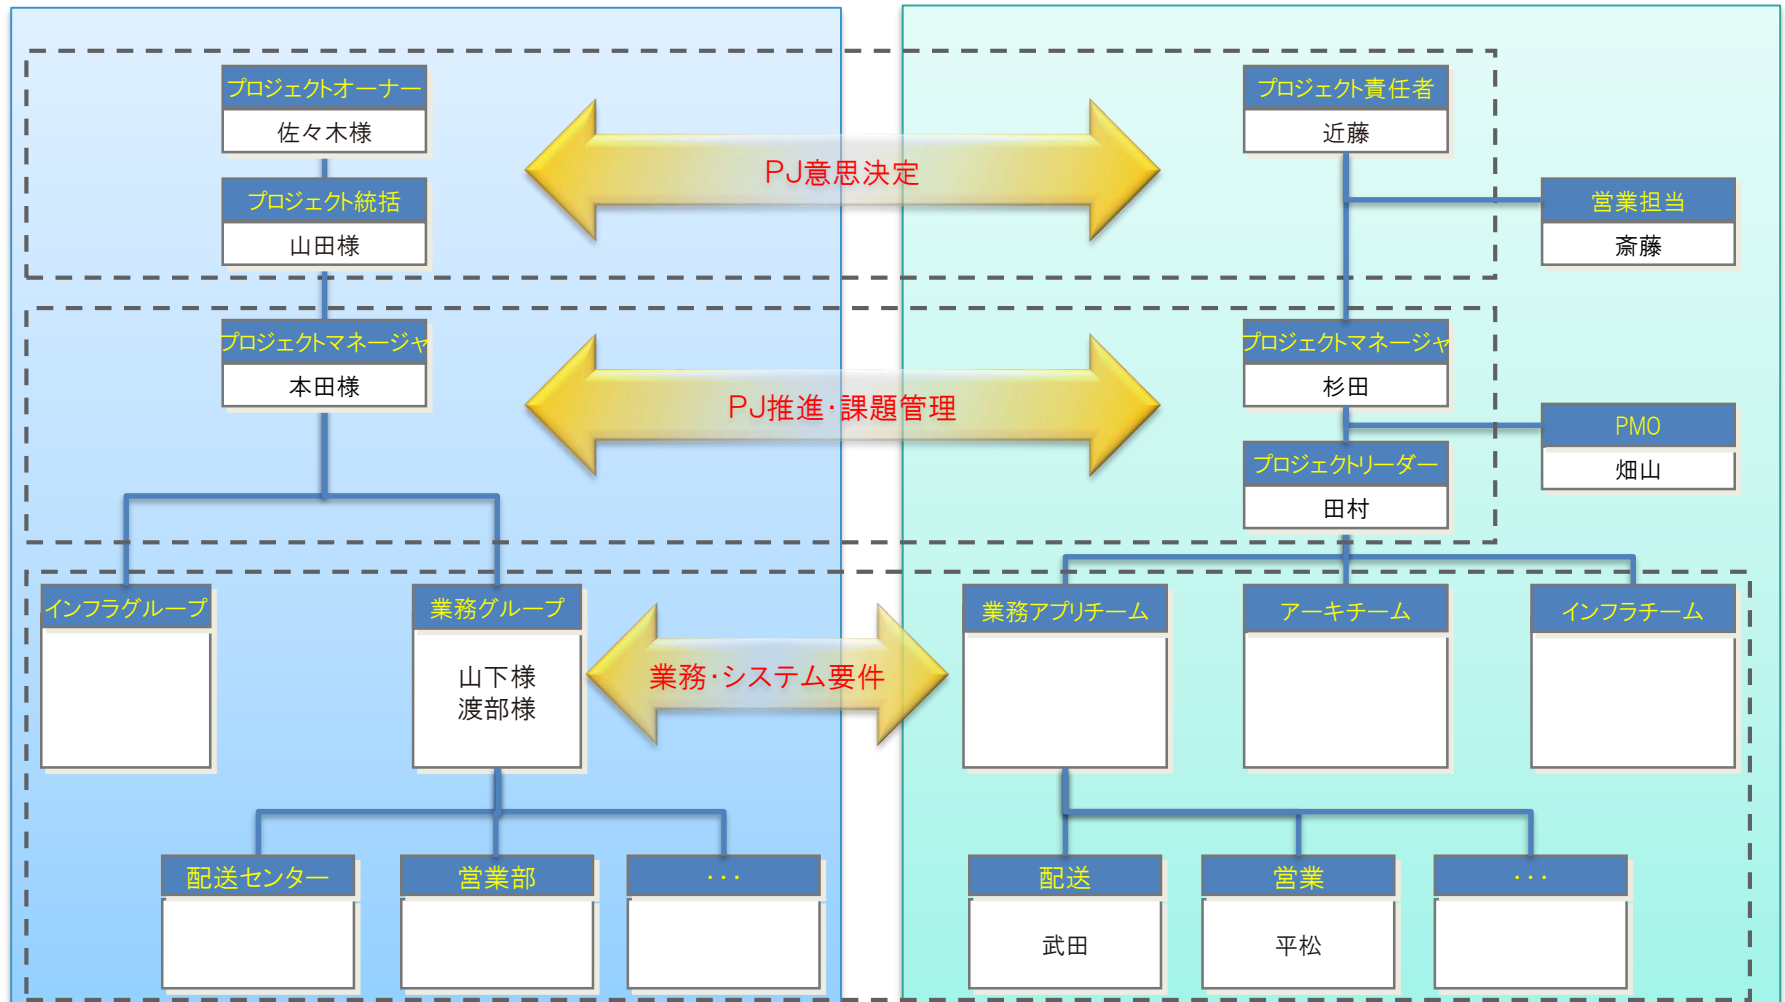 プロジェクトオーナー
佐々木様
プロジェクト統括
山田様
プロジェクト責任者
近藤
PJ意思決定
営業担当
斎藤
プロジェクトマネージャ
本田様
PJ推進・課題管理
プロジェクトマネージャ
杉田
PMO
畑山
プロジェクトリーダー
田村
インフラグループ
業務グループ
山下様
渡部様
業務・システム要件
業務アプリチーム
アーキチーム
インフラチーム
配送センター
営業部
・・・
配送
武田
営業
平松
・・・